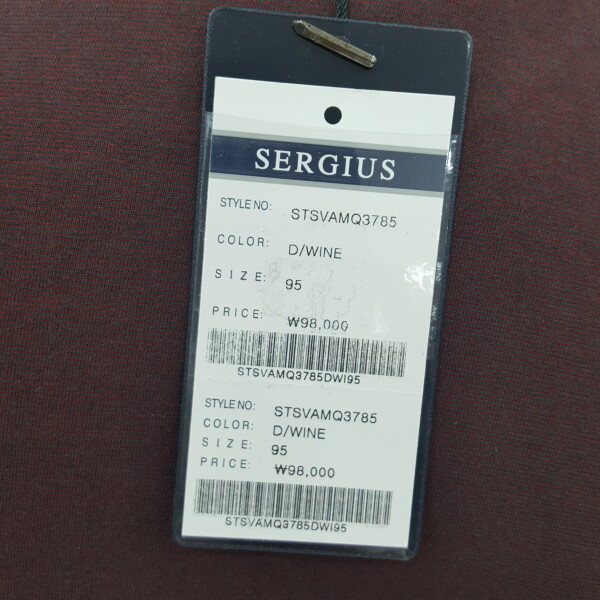 SERGIUS
STYLE NO: STSVAMQ3785
COLOR: D/WINE
SIZE: 95
PRICE: ₩98,000
STSVAMQ3785DWI95
STYLE NO: STSVAMQ3785
COLOR: D/WINE
SIZE: 95
PRICE: ₩98,000
STSVAMQ3785DWI95